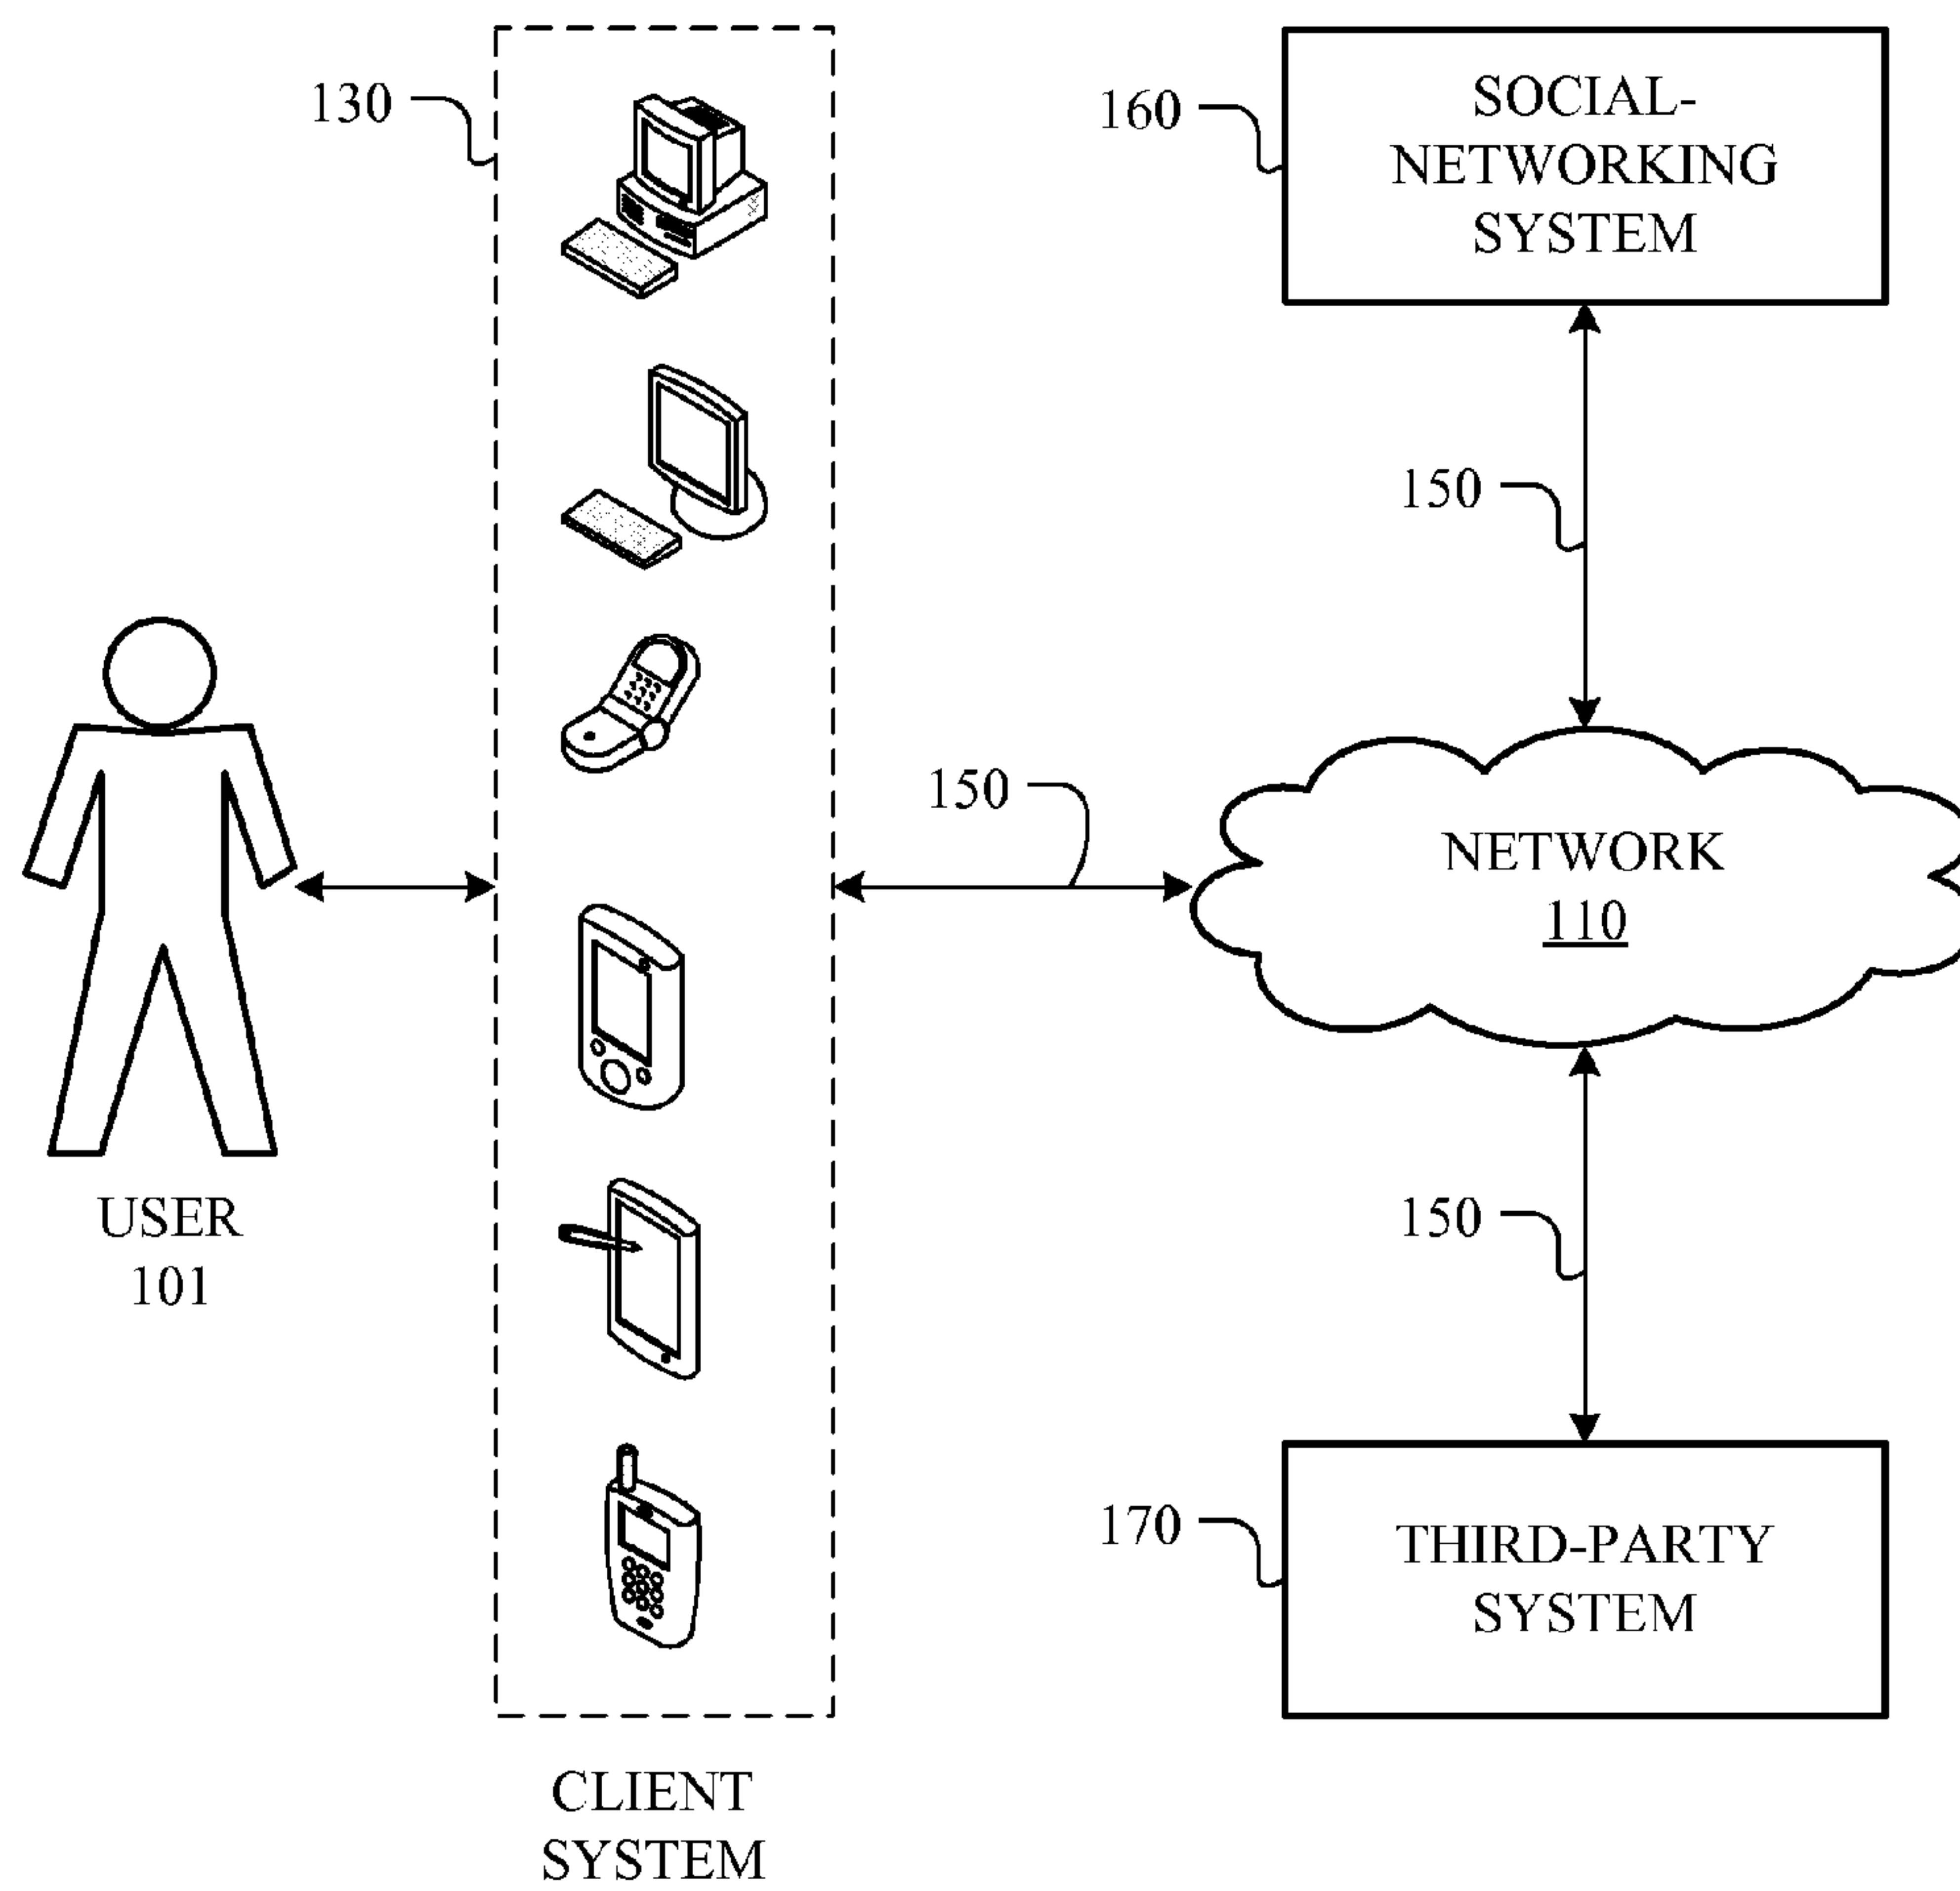 130
160
SOCIAL-
NETWORKING
SYSTEM
150
150
NETWORK
110
USER
101
150
170
THIRD-PARTY
SYSTEM
CLIENT
SYSTEM